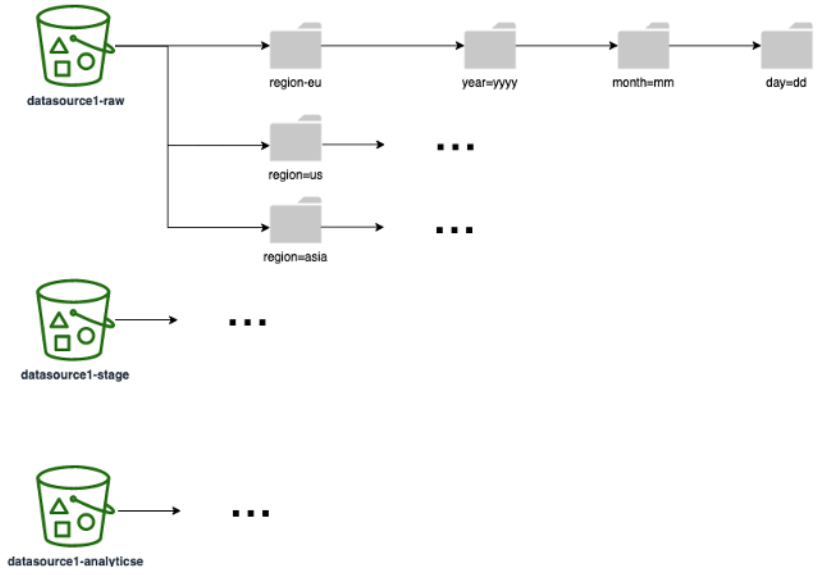 datasource1-raw
region-eu
year=yyyy
month=mm
day=dd
region=us
...
region=asia
...
datasource1-stage
...
datasource1-analyticse
...